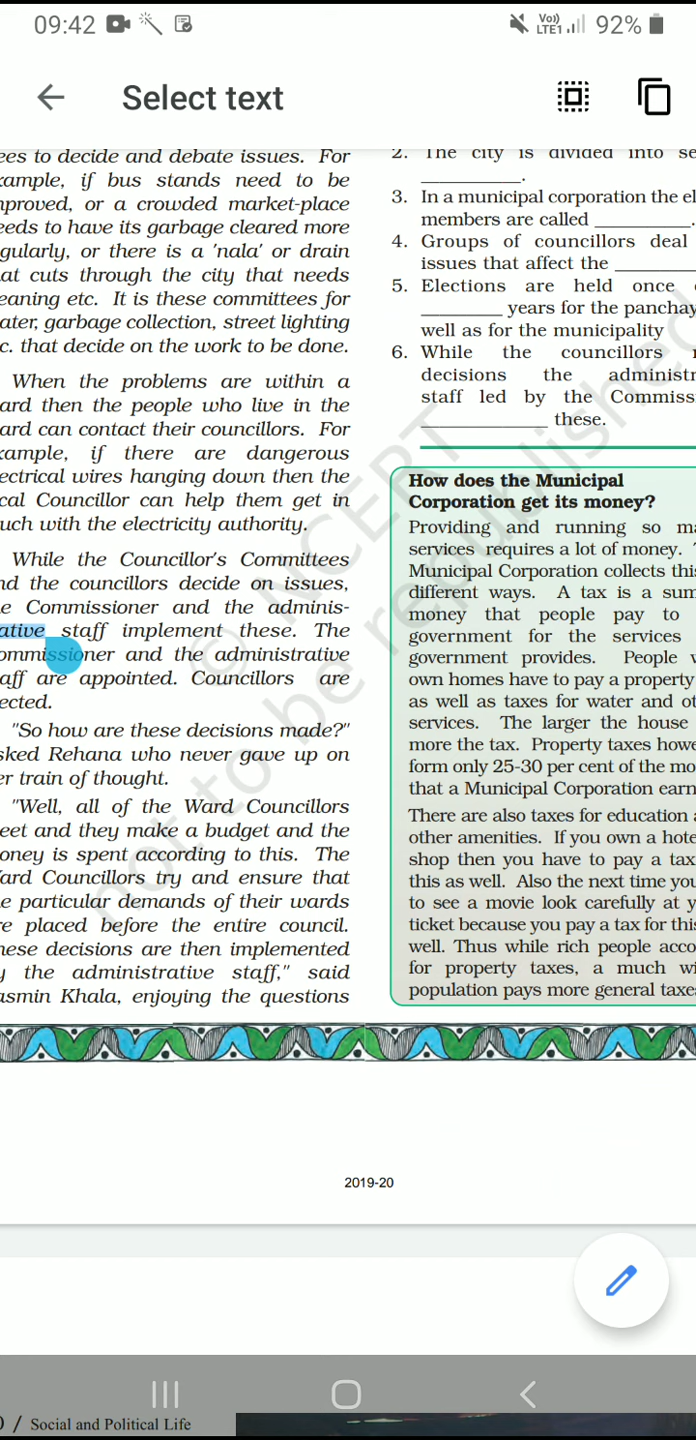 09:42
Vo))
LTE1
92%
Select text
ees to decide and debate issues. For
xample, if bus stands need to be
nproved, or a crowded market-place
eeds to have its garbage cleared more
gularly, or there is a 'nala' or drain
at cuts through the city that needs
eaning etc. It is these committees for
ater, garbage collection, street lighting
c. that decide on the work to be done.
When the problems are within a
ard then the people who live in the
ard can contact their councillors. For
xample, if there are dangerous
ectrical wires hanging down then the
cal Councillor can help them get in
uch with the electricity authority.
While the Councillor's Committees
nd the councillors decide on issues,
e Commissioner and the adminis-
ative staff implement these. The
ommissioner and the administrative
aff are appointed. Councillors are
ected.
"So how are these decisions made?"
sked Rehana who never gave up on
er train of thought.
"Well, all of the Ward Councillors
eet and they make a budget and the
oney is spent according to this. The
ard Councillors try and ensure that
e particular demands of their wards
re placed before the entire council.
hese decisions are then implemented
y the administrative staff," said
asmin Khala, enjoying the questions
2. The city is divided into se
__________.
3. In a municipal corporation the el
members are called __________.
4. Groups of councillors deal
issues that affect the ________
5. Elections are held once
________ years for the panchay
well as for the municipality
6. While the councillors
decisions the administr
staff led by the Commiss
_____________ these.
How does the Municipal
Corporation get its money?
Providing and running so ma
services requires a lot of money.
Municipal Corporation collects this
different ways. A tax is a sum
money that people pay to
government for the services
government provides. People w
own homes have to pay a property
as well as taxes for water and ot
services. The larger the house
more the tax. Property taxes howe
form only 25-30 per cent of the mo
that a Municipal Corporation earn
There are also taxes for education a
other amenities. If you own a hote
shop then you have to pay a tax
this as well. Also the next time you
to see a movie look carefully at y
ticket because you pay a tax for this
well. Thus while rich people acco
for property taxes, a much wi
population pays more general taxe
© NCERT
not to be republished
2019-20
0 / Social and Political Life